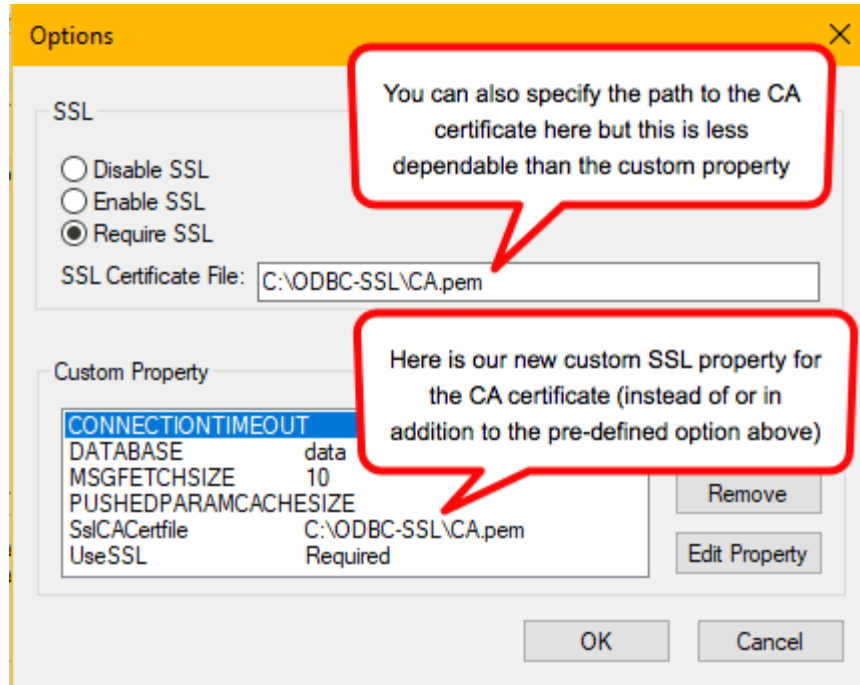 Options
You can also specify the path to the CA
certificate here but this is less
dependable than the custom property
SSL
Disable SSL
Enable SSL
Require SSL
SSL Certificate File: C:\ODBC-SSL\CA.pem
Here is our new custom SSL property for
the CA certificate (instead of or in
addition to the pre-defined option above)
Custom Property
CONNECTIONTIMEOUT
DATABASE data
MSGFETCHSIZE 10
PUSHEDPARAMCACHESIZE
SslCACertfile C:\ODBC-SSL\CA.pem
UseSSL Required
Remove
Edit Property
OK Cancel